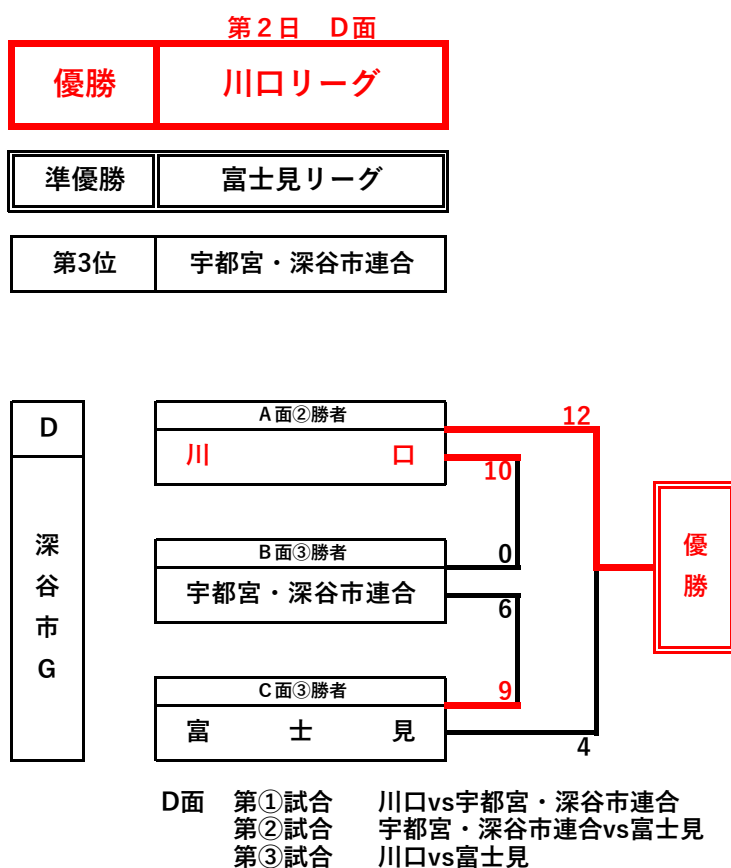 第２日　Ｄ面
優勝　川口リーグ
準優勝　富士見リーグ
第3位　宇都宮・深谷市連合
D
深谷市G
Ａ面②勝者
川　口
12
10
Ｂ面③勝者
0
宇都宮・深谷市連合
6
Ｃ面③勝者
9
富　士　見
4
優勝
D面　第①試合　川口vs宇都宮・深谷市連合
第②試合　宇都宮・深谷市連合vs富士見
第③試合　川口vs富士見